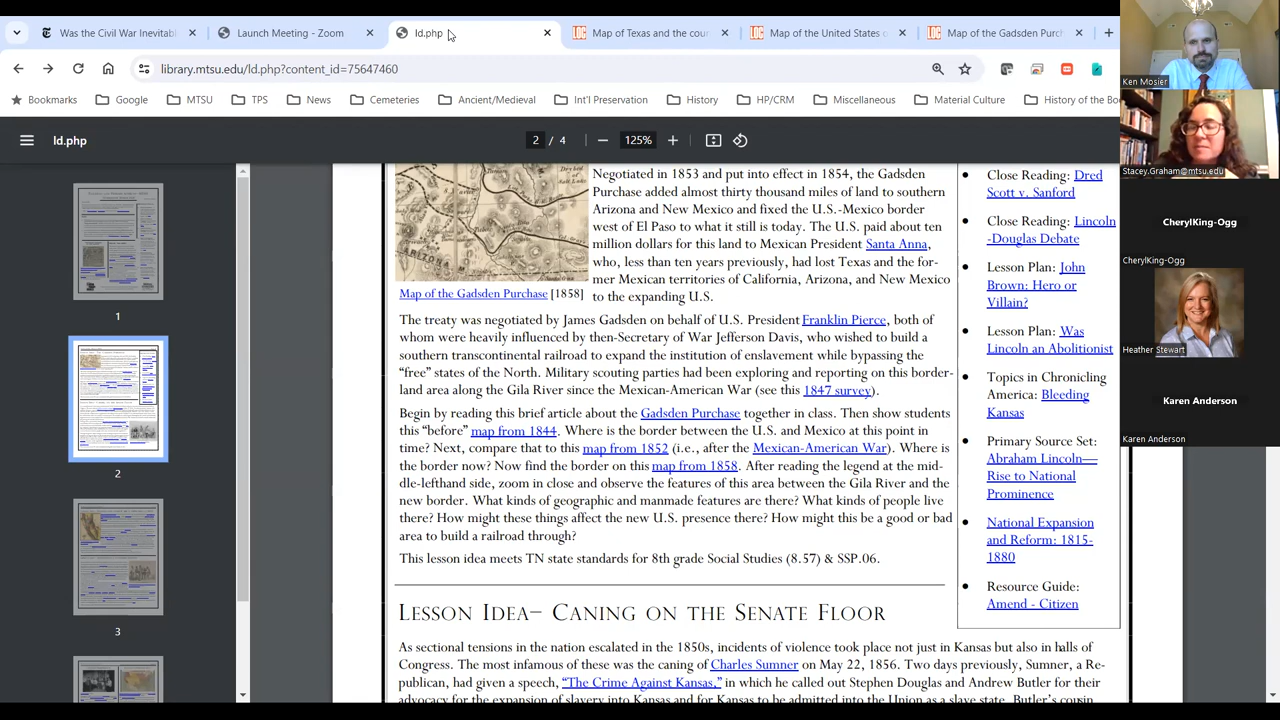 Was the Civil War Inevitab
Launch Meeting - Zoom
ld.php
Map of Texas and the cou
Map of the United States o
Map of the Gadsden Purch
library.mtsu.edu/ld.php?content_id=75647460
Bookmarks
Google
MTSU
TPS
News
Cemeteries
Ancient/Medieval
Int'l Preservation
History
HP/CRM
Miscellaneous
Material Culture
History of the Bo
ld.php
2 / 4
125%
1
2
3
Map of the Gadsden Purchase [1858]
Negotiated in 1853 and put into effect in 1854, the Gadsden
Purchase added almost thirty thousand miles of land to southern
Arizona and New Mexico and fixed the U.S.-Mexico border
west of El Paso to what it still is today. The U.S. paid about ten
million dollars for this land to Mexican President Santa Anna,
who, less than ten years previously, had lost Texas and the for-
mer Mexican territories of California, Arizona, and New Mexico
to the expanding U.S.
The treaty was negotiated by James Gadsden on behalf of U.S. President Franklin Pierce, both of
whom were heavily influenced by then-Secretary of War Jefferson Davis, who wished to build a
southern transcontinental railroad to expand the institution of enslavement while bypassing the
“free” states of the North. Military scouting parties had been exploring and reporting on this border-
land area along the Gila River since the Mexican-American War (see this 1847 survey).
Begin by reading this brief article about the Gadsden Purchase together in class. Then show students
this “before” map from 1844. Where is the border between the U.S. and Mexico at this point in
time? Next, compare that to this map from 1852 (i.e., after the Mexican-American War). Where is
the border now? Now find the border on this map from 1858. After reading the legend at the mid-
dle-lefthand side, zoom in close and observe the features of this area between the Gila River and the
new border. What kinds of geographic and manmade features are there? What kinds of people live
there? How might these things affect the new U.S. presence there? How might this be a good or bad
area to build a railroad through?
This lesson idea meets TN state standards for 8th grade Social Studies (8.57) & SSP.06.
Lesson Idea– Caning on the Senate Floor
As sectional tensions in the nation escalated in the 1850s, incidents of violence took place not just in Kansas but also in halls of
Congress. The most infamous of these was the caning of Charles Sumner on May 22, 1856. Two days previously, Sumner, a Re-
publican, had given a speech, “The Crime Against Kansas,” in which he called out Stephen Douglas and Andrew Butler for their
advocacy for the expansion of slavery into Kansas and for Kansas to be admitted into the Union as a slave state. Butler's cousin
Close Reading: Dred
Scott v. Sanford
Close Reading: Lincoln
-Douglas Debate
Lesson Plan: John
Brown: Hero or
Villain?
Lesson Plan: Was
Lincoln an Abolitionist
Topics in Chronicling
America: Bleeding
Kansas
Primary Source Set:
Abraham Lincoln—
Rise to National
Prominence
National Expansion
and Reform: 1815-
1880
Resource Guide:
Amend - Citizen
Ken Mosier
Stacey.Graham@mtsu.edu
CherylKing-Ogg
CherylKing-Ogg
Heather Stewart
Karen Anderson
Karen Anderson